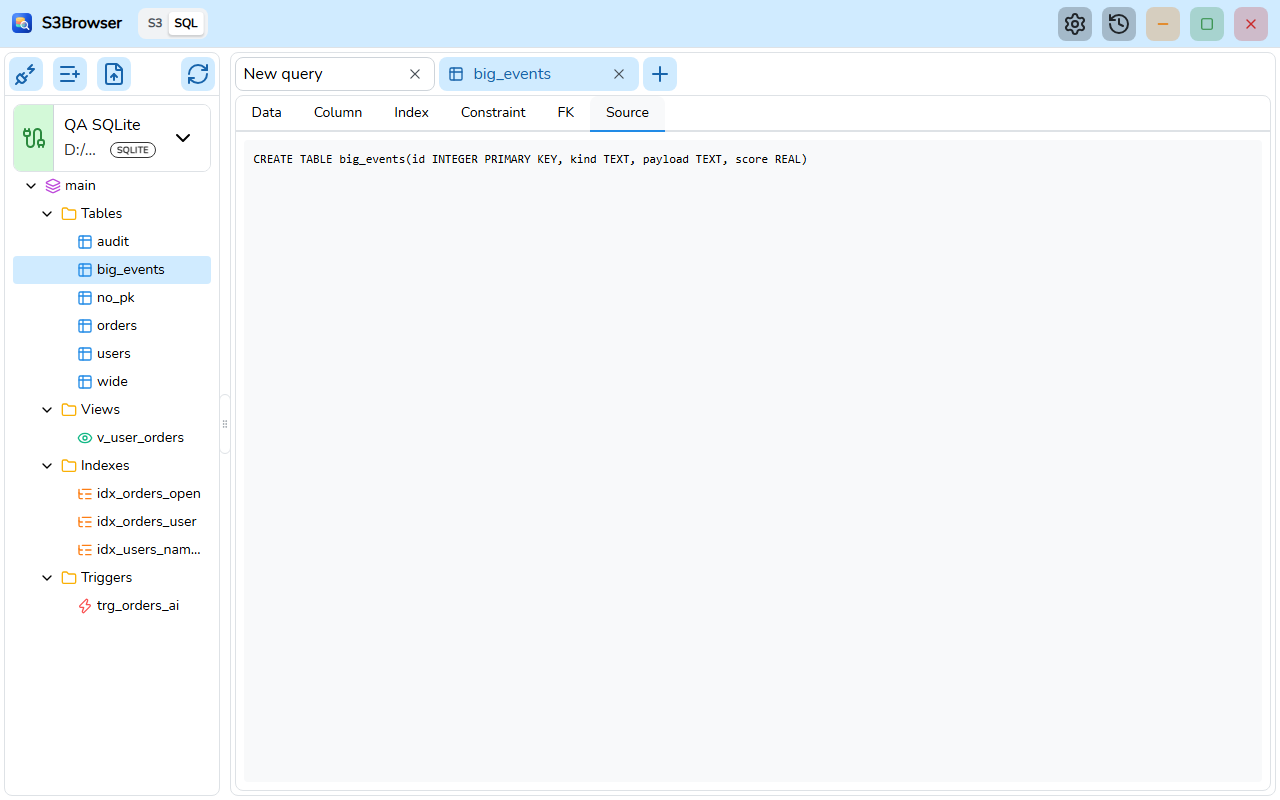 S3Browser
S3 SQL
New query
big_events
Data Column Index Constraint FK Source
CREATE TABLE big_events(id INTEGER PRIMARY KEY, kind TEXT, payload TEXT, score REAL)
QA SQLite
D:/... SQLITE
main
Tables
audit
big_events
no_pk
orders
users
wide
Views
v_user_orders
Indexes
idx_orders_open
idx_orders_user
idx_users_nam...
Triggers
trg_orders_ai